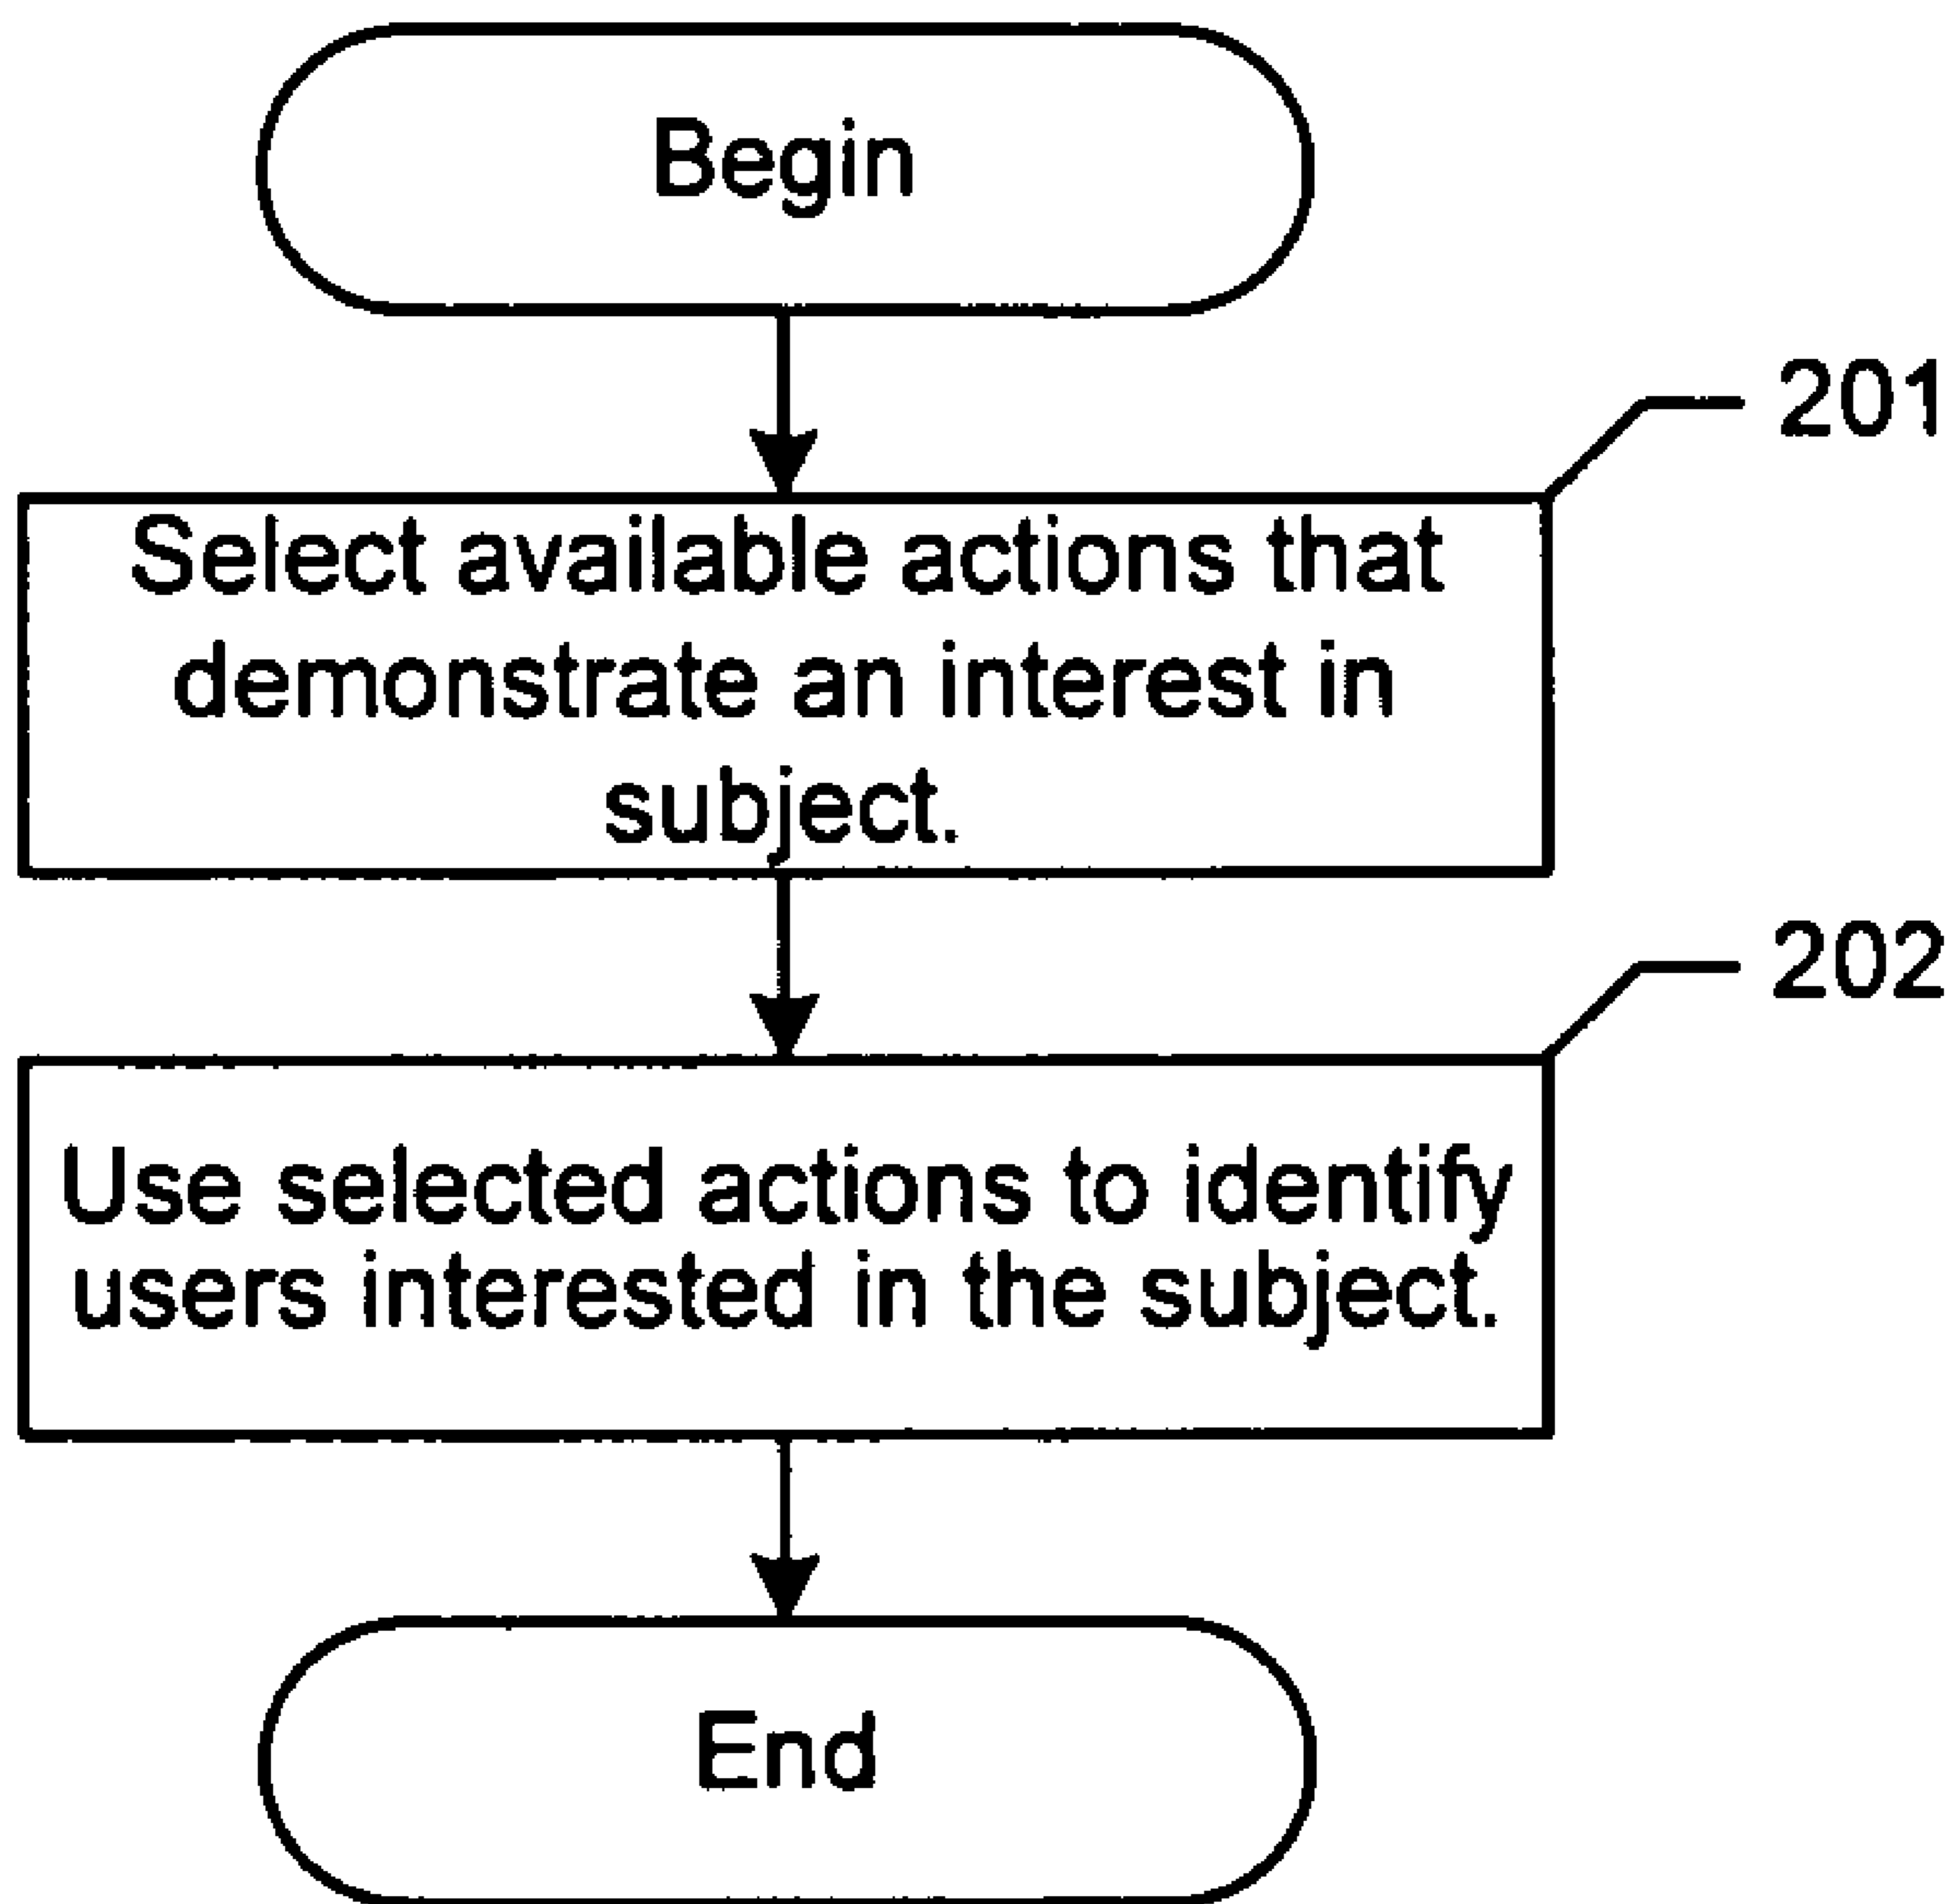 Begin
201
Select available actions that
demonstrate an interest in
subject.
202
Use selected actions to identify
users interested in the subject.
End